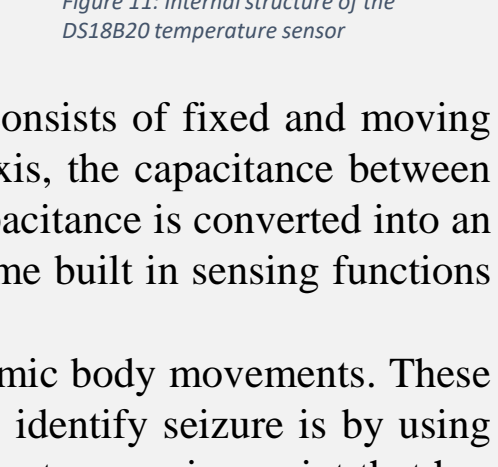 Figure 11: Internal structure of the
DS18B20 temperature sensor
onsists of fixed and moving
xis, the capacitance between
pacitance is converted into an
me built in sensing functions
mic body movements. These
identify seizure is by using